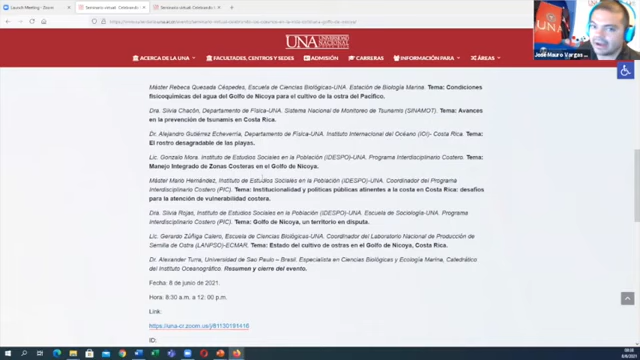 Launch Meeting - Zoom
Seminario virtual: Celebrando
Seminario virtual: Celebrando
UNA
UNIVERSIDAD
NACIONAL
ACERCA DE LA UNA
FACULTADES, CENTROS Y SEDES
ADMISIÓN
CARRERAS
INFORMACIÓN PARA
ÁREAS
José Mauro Vargas
Máster Rebeca Quesada Céspedes, Escuela de Ciencias Biológicas-UNA. Estación de Biología Marina. Tema: Condiciones
fisicoquímicas del agua del Golfo de Nicoya para el cultivo de la otra del Pacífico.
Dra. Silvia Chacón, Departamento de Física-UNA. Sistema Nacional de Monitoreo de Tsunamis (SINAMOT). Tema: Avances
en la prevención de tsunamis en Costa Rica.
Dr. Alejandro Gutiérrez Echeverría, Departamento de Física-UNA. Instituto Internacional del Océano (IOI)- Costa Rica. Tema:
El rostro desagradable de las playas.
Lic. Gonzalo Mora. Instituto de Estudios Sociales en la Población (IDESPO)-UNA. Programa Interdisciplinario Costero. Tema:
Manejo Integrado de Zonas Costeras en el Golfo de Nicoya.
Máster Mario Hernández, Instituto de Estudios Sociales en la Población (IDESPO)-UNA. Coordinador del Programa
Interdisciplinario Costero (PIC). Tema: Institucionalidad y políticas públicas atinentes a la costa en Costa Rica: desafíos
para la atención de vulnerabilidad costera.
Dra. Silvia Rojas, Instituto de Estudios Sociales en la Población (IDESPO)-UNA. Escuela de Sociología-UNA. Programa
Interdisciplinario Costero (PIC). Tema: Golfo de Nicoya, un territorio en disputa.
Lic. Gerardo Zúñiga Calero, Escuela de Ciencias Biológicas-UNA. Coordinador del Laboratorio Nacional de Producción de
Semilla de Ostra (LANPSO)-ECMAR. Tema: Estado del cultivo de ostras en el Golfo de Nicoya, Costa Rica.
Dr. Alexander Turra, Universidad de Sao Paulo – Brasil. Especialista en Ciencias Biológicas y Ecología Marina, Catedrático
del Instituto Oceanográfico. Resumen y cierre del evento.
Fecha: 8 de junio de 2021.
Hora: 8:30 a.m. a 12: 00 p.m.
Link:
https://una-cr.zoom.us/j/81130191416
ID: